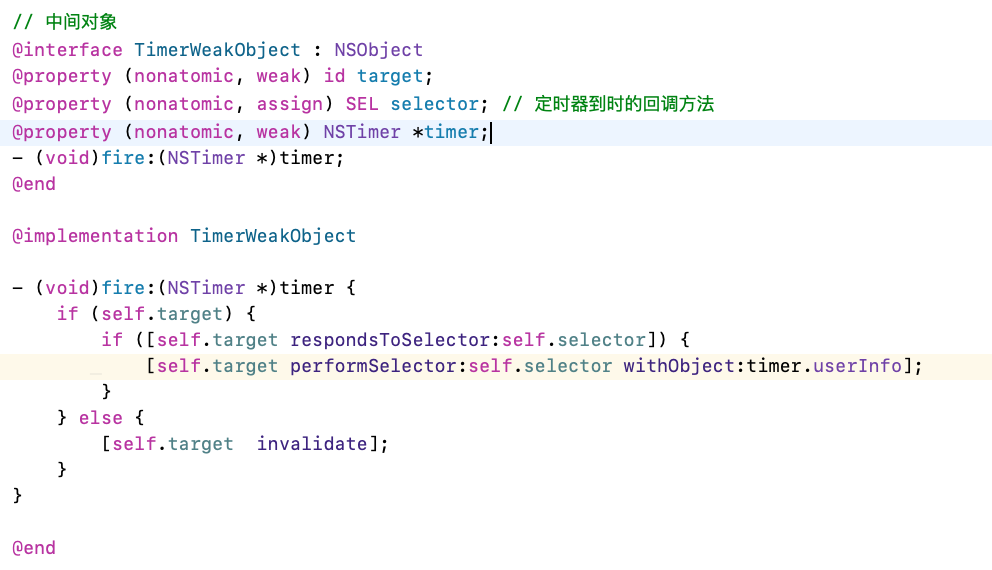 // 中间对象
@interface TimerWeakObject : NSObject
@property (nonatomic, weak) id target;
@property (nonatomic, assign) SEL selector; // 定时器到时的回调方法
@property (nonatomic, weak) NSTimer *timer;
- (void)fire:(NSTimer *)timer;
@end

@implementation TimerWeakObject

- (void)fire:(NSTimer *)timer {
    if (self.target) {
        if ([self.target respondsToSelector:self.selector]) {
            [self.target performSelector:self.selector withObject:timer.userInfo];
        }
    } else {
        [self.target  invalidate];
    }
}

@end